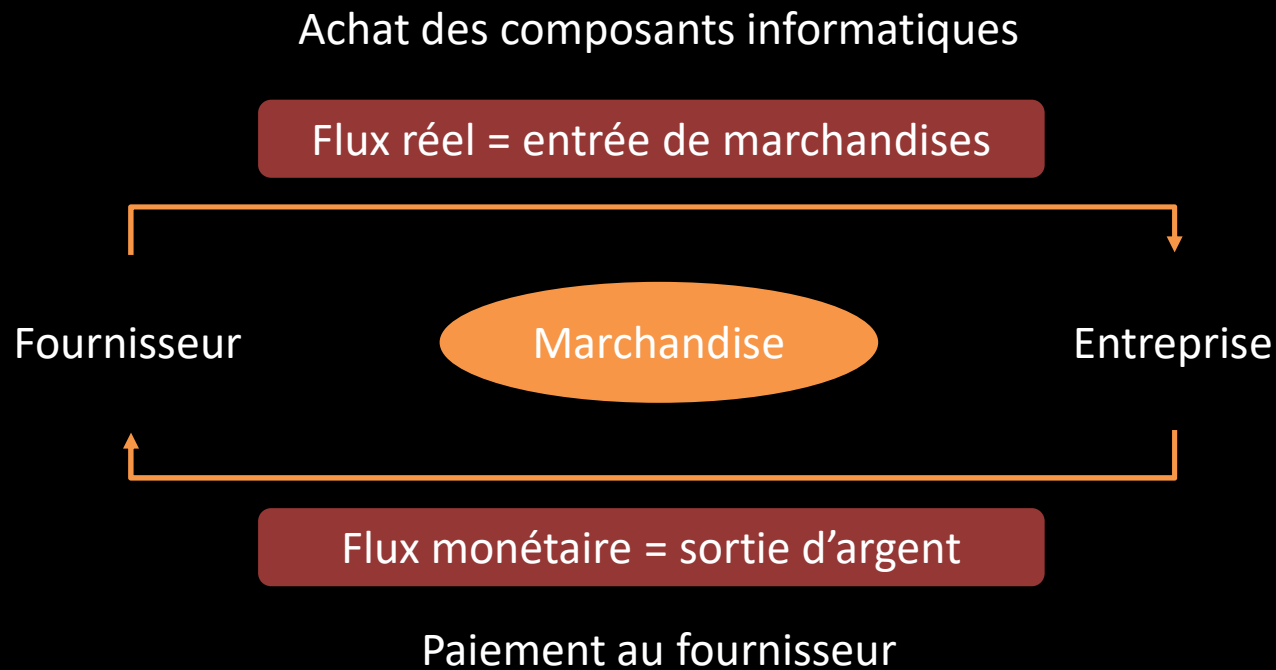 Achat des composants informatiques
Flux réel = entrée de marchandises
Fournisseur
Marchandise
Entreprise
Flux monétaire = sortie d’argent
Paiement au fournisseur